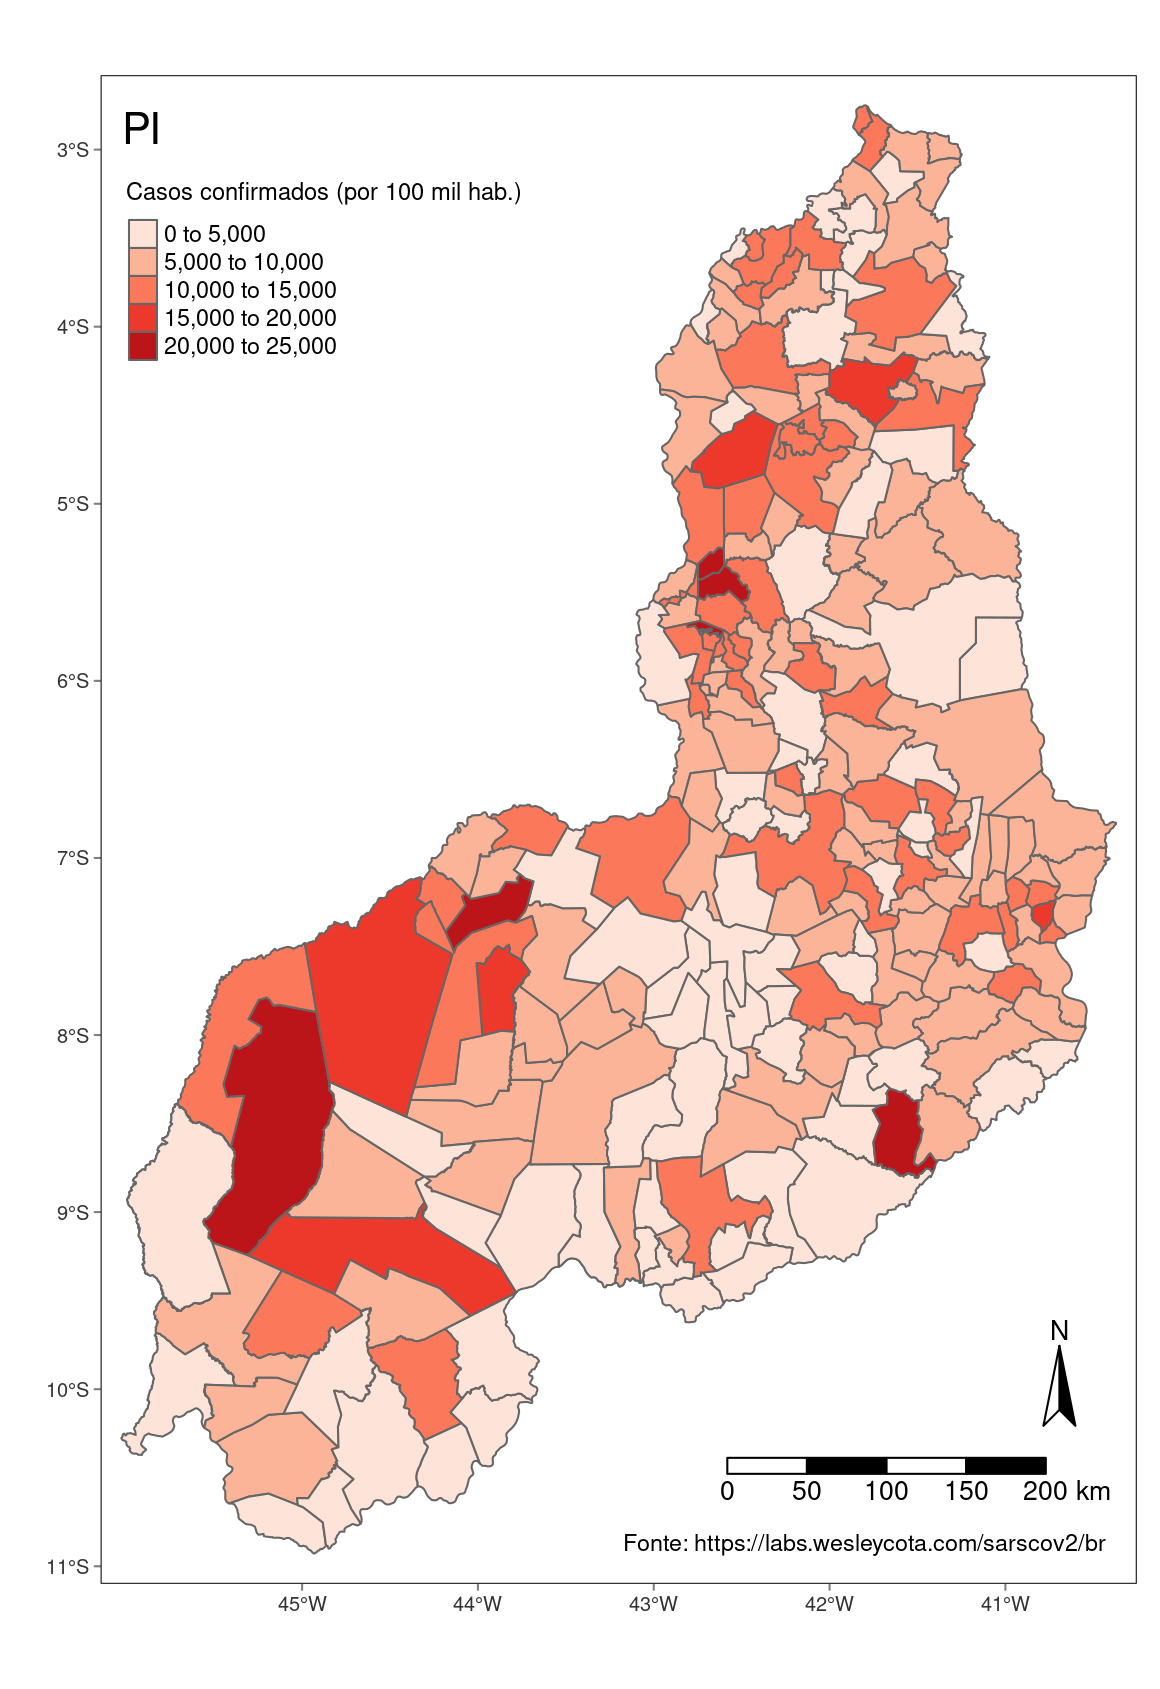 PI
Casos confirmados (por 100 mil hab.)
0 to 5,000
5,000 to 10,000
10,000 to 15,000
15,000 to 20,000
20,000 to 25,000
3°S
4°S
5°S
6°S
7°S
8°S
9°S
10°S
11°S
N
0 50 100 150 200 km
Fonte: https://labs.wesleycota.com/sarscov2/br
45°W 44°W 43°W 42°W 41°W